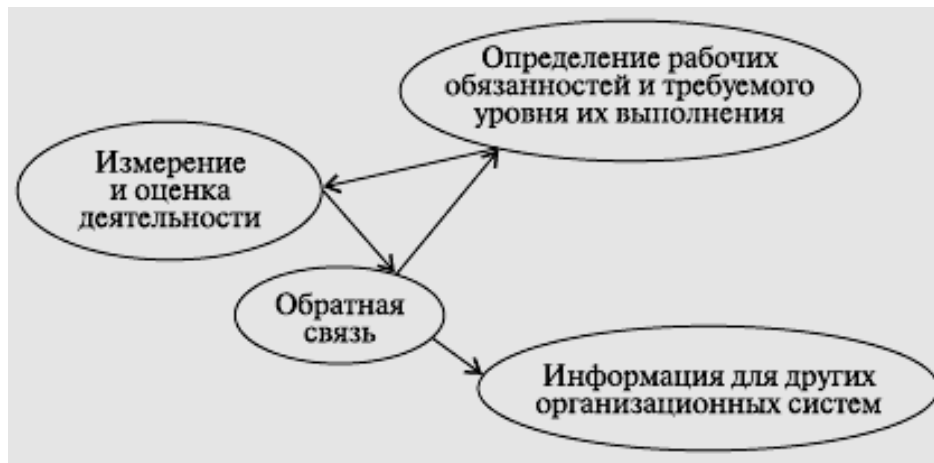 Определение рабочих
обязанностей и требуемого
уровня их выполнения
Измерение
и оценка
деятельности
Обратная
связь
Информация для других
организационных систем